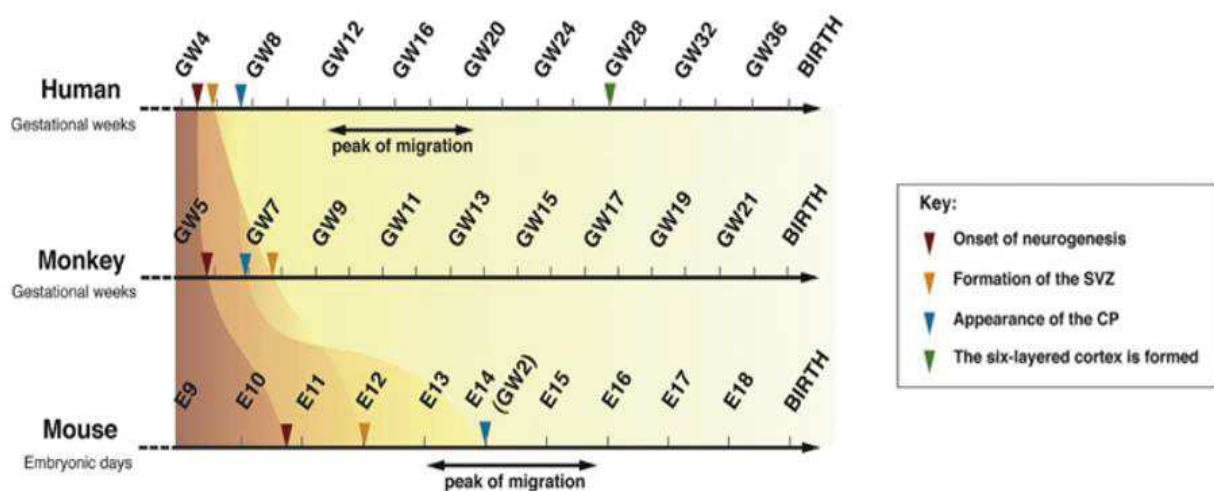 GW4 GW8 GW12 GW16 GW20 GW24 GW28 GW32 GW36 BIRTH
Human
Gestational weeks
peak of migration
GW5 GW7 GW9 GW11 GW13 GW15 GW17 GW19 GW21 BIRTH
Monkey
Gestational weeks
E9 E10 E11 E12 E13 E14 (GW2) E15 E16 E17 E18 BIRTH
Mouse
Embryonic days
peak of migration
Key:
Onset of neurogenesis
Formation of the SVZ
Appearance of the CP
The six-layered cortex is formed